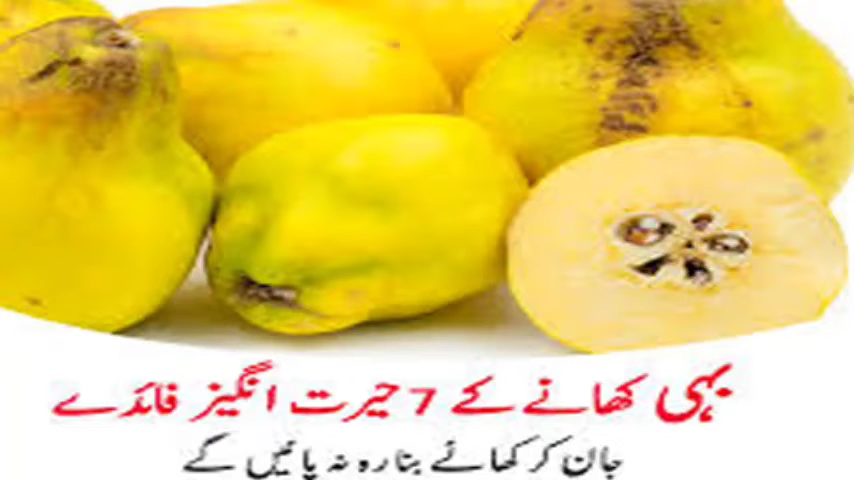 بہی کھانے کے 7 حیرت انگیز فائدے
جان کر کھائے بنا رہ نہ پائیں گے